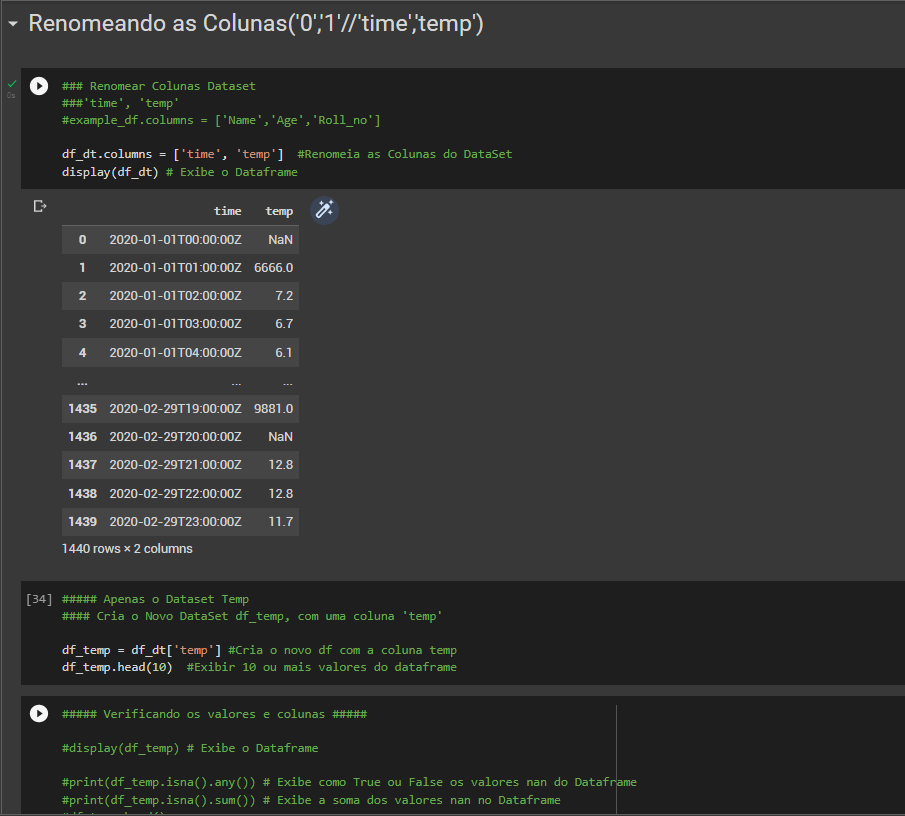 Renomeando as Colunas('0','1'//'time','temp')
### Renomear Colunas Dataset
0s
###'time', 'temp'
#example_df.columns = ['Name','Age','Roll_no']
df_dt.columns = ['time', 'temp']  #Renomeia as Colunas do DataSet
display(df_dt) # Exibe o Dataframe
time temp
0 2020-01-01T00:00:00Z NaN
1 2020-01-01T01:00:00Z 6666.0
2 2020-01-01T02:00:00Z 7.2
3 2020-01-01T03:00:00Z 6.7
4 2020-01-01T04:00:00Z 6.1
... ... ...
1435 2020-02-29T19:00:00Z 9881.0
1436 2020-02-29T20:00:00Z NaN
1437 2020-02-29T21:00:00Z 12.8
1438 2020-02-29T22:00:00Z 12.8
1439 2020-02-29T23:00:00Z 11.7
1440 rows × 2 columns
[34] ##### Apenas o Dataset Temp
#### Cria o Novo DataSet df_temp, com uma coluna 'temp'
df_temp = df_dt['temp'] #Cria o novo df com a coluna temp
df_temp.head(10)  #Exibir 10 ou mais valores do dataframe
##### Verificando os valores e colunas #####
#display(df_temp) # Exibe o Dataframe
#print(df_temp.isna().any()) # Exibe como True ou False os valores nan do Dataframe
#print(df_temp.isna().sum()) # Exibe a soma dos valores nan no Dataframe